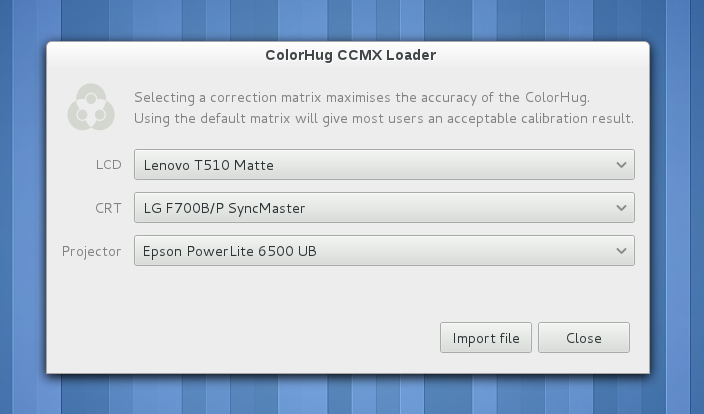 ColorHug CCMX Loader
Selecting a correction matrix maximises the accuracy of the ColorHug.
Using the default matrix will give most users an acceptable calibration result.
LCD Lenovo T510 Matte
CRT LG F700B/P SyncMaster
Projector Epson PowerLite 6500 UB
Import file Close